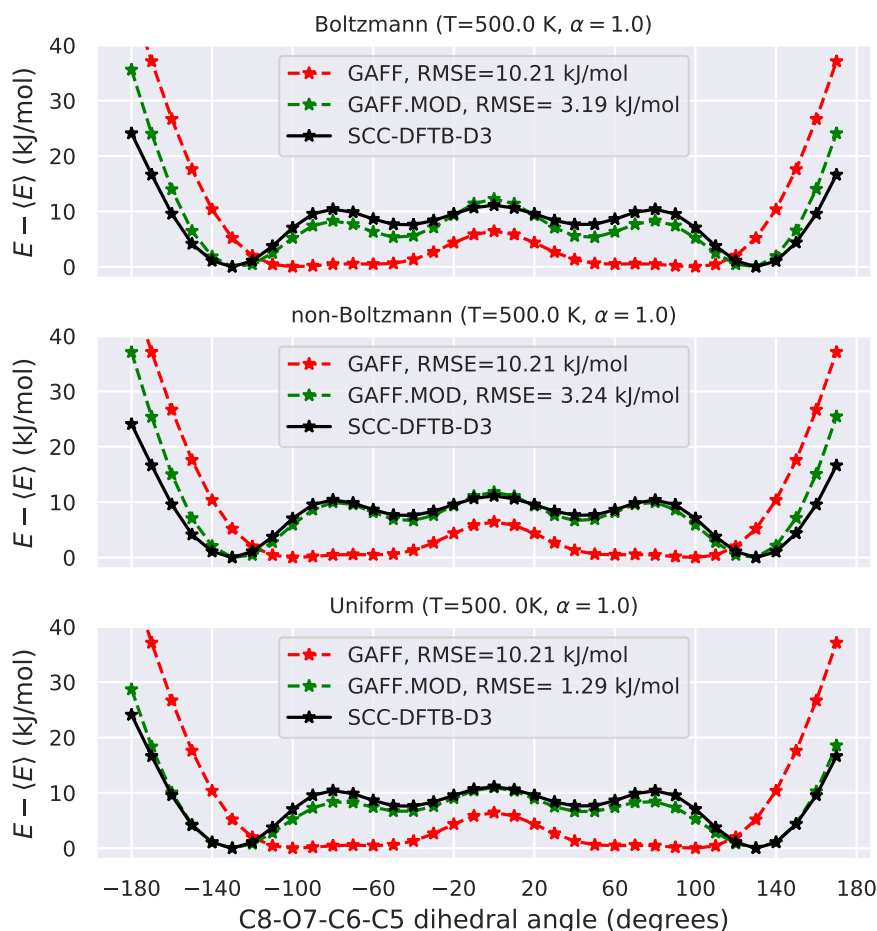 Boltzmann (T=500.0 K, α = 1.0)
40
30
20
10
0
E − ⟨E⟩ (kJ/mol)
GAFF, RMSE=10.21 kJ/mol
GAFF.MOD, RMSE= 3.19 kJ/mol
SCC-DFTB-D3
non-Boltzmann (T=500.0 K, α = 1.0)
40
30
20
10
0
E − ⟨E⟩ (kJ/mol)
GAFF, RMSE=10.21 kJ/mol
GAFF.MOD, RMSE= 3.24 kJ/mol
SCC-DFTB-D3
Uniform (T=500. 0K, α = 1.0)
40
30
20
10
0
E − ⟨E⟩ (kJ/mol)
GAFF, RMSE=10.21 kJ/mol
GAFF.MOD, RMSE= 1.29 kJ/mol
SCC-DFTB-D3
−180 −140 −100 −60 −20 20 60 100 140 180
C8-O7-C6-C5 dihedral angle (degrees)